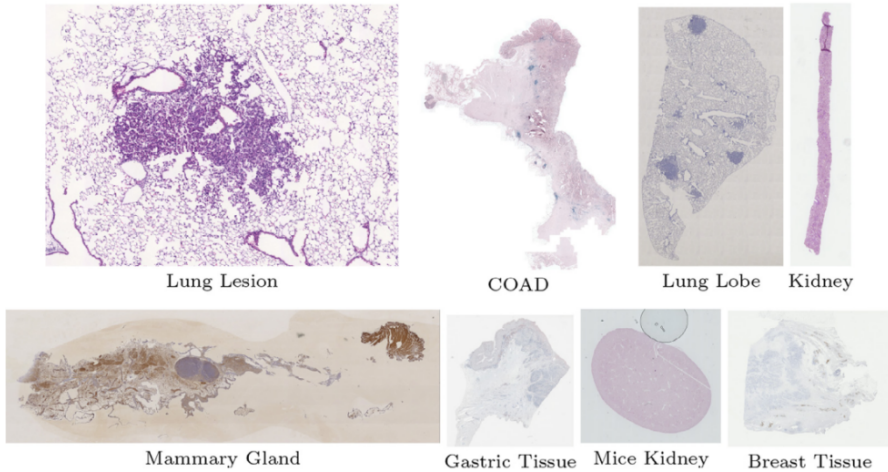 Lung Lesion
COAD
Lung Lobe
Kidney
Mammary Gland
Gastric Tissue
Mice Kidney
Breast Tissue